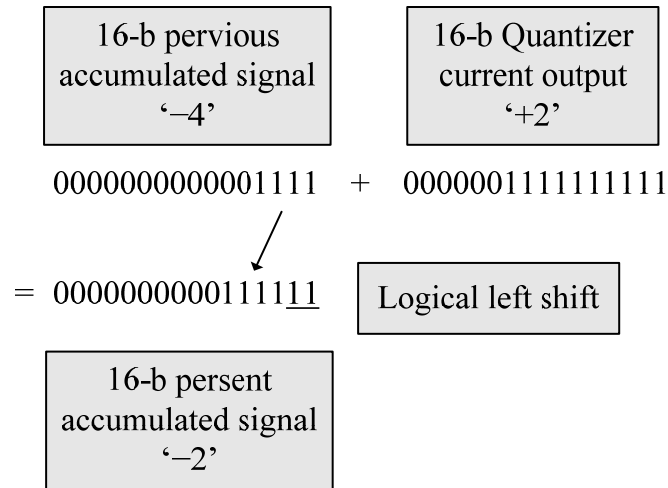 16-b pervious
accumulated signal
‘−4’
16-b Quantizer
current output
‘+2’
0000000000001111 + 0000001111111111
= 0000000000111111
Logical left shift
16-b persent
accumulated signal
‘−2’